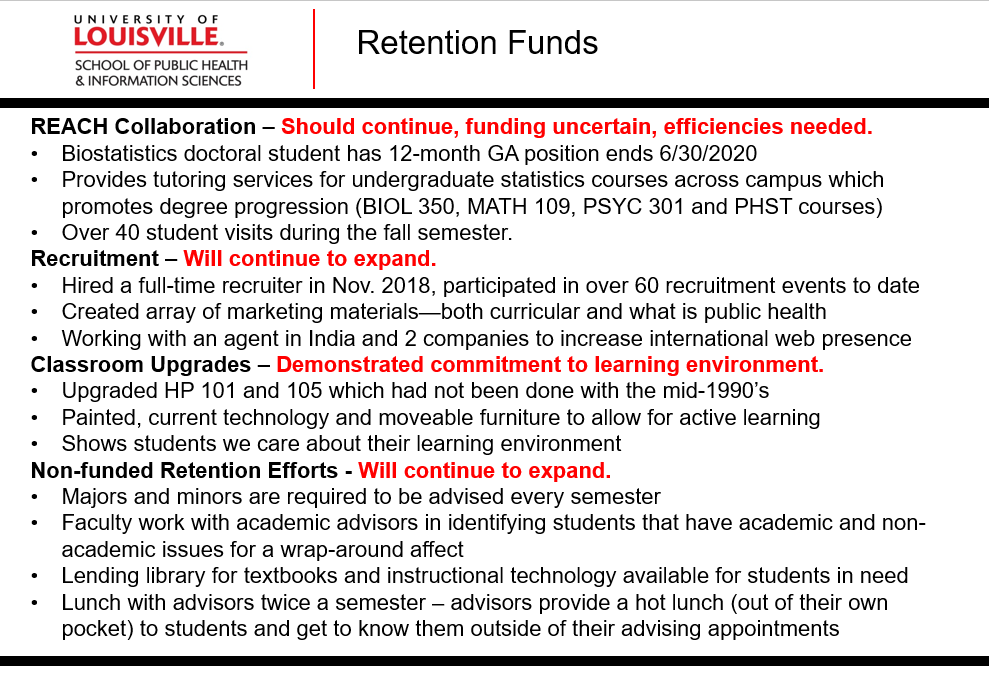 UNIVERSITY OF
LOUISVILLE.
SCHOOL OF PUBLIC HEALTH
& INFORMATION SCIENCES
Retention Funds
REACH Collaboration – Should continue, funding uncertain, efficiencies needed.
• Biostatistics doctoral student has 12-month GA position ends 6/30/2020
• Provides tutoring services for undergraduate statistics courses across campus which
promotes degree progression (BIOL 350, MATH 109, PSYC 301 and PHST courses)
• Over 40 student visits during the fall semester.
Recruitment – Will continue to expand.
• Hired a full-time recruiter in Nov. 2018, participated in over 60 recruitment events to date
• Created array of marketing materials—both curricular and what is public health
• Working with an agent in India and 2 companies to increase international web presence
Classroom Upgrades – Demonstrated commitment to learning environment.
• Upgraded HP 101 and 105 which had not been done with the mid-1990’s
• Painted, current technology and moveable furniture to allow for active learning
• Shows students we care about their learning environment
Non-funded Retention Efforts - Will continue to expand.
• Majors and minors are required to be advised every semester
• Faculty work with academic advisors in identifying students that have academic and non-
academic issues for a wrap-around affect
• Lending library for textbooks and instructional technology available for students in need
• Lunch with advisors twice a semester – advisors provide a hot lunch (out of their own
pocket) to students and get to know them outside of their advising appointments